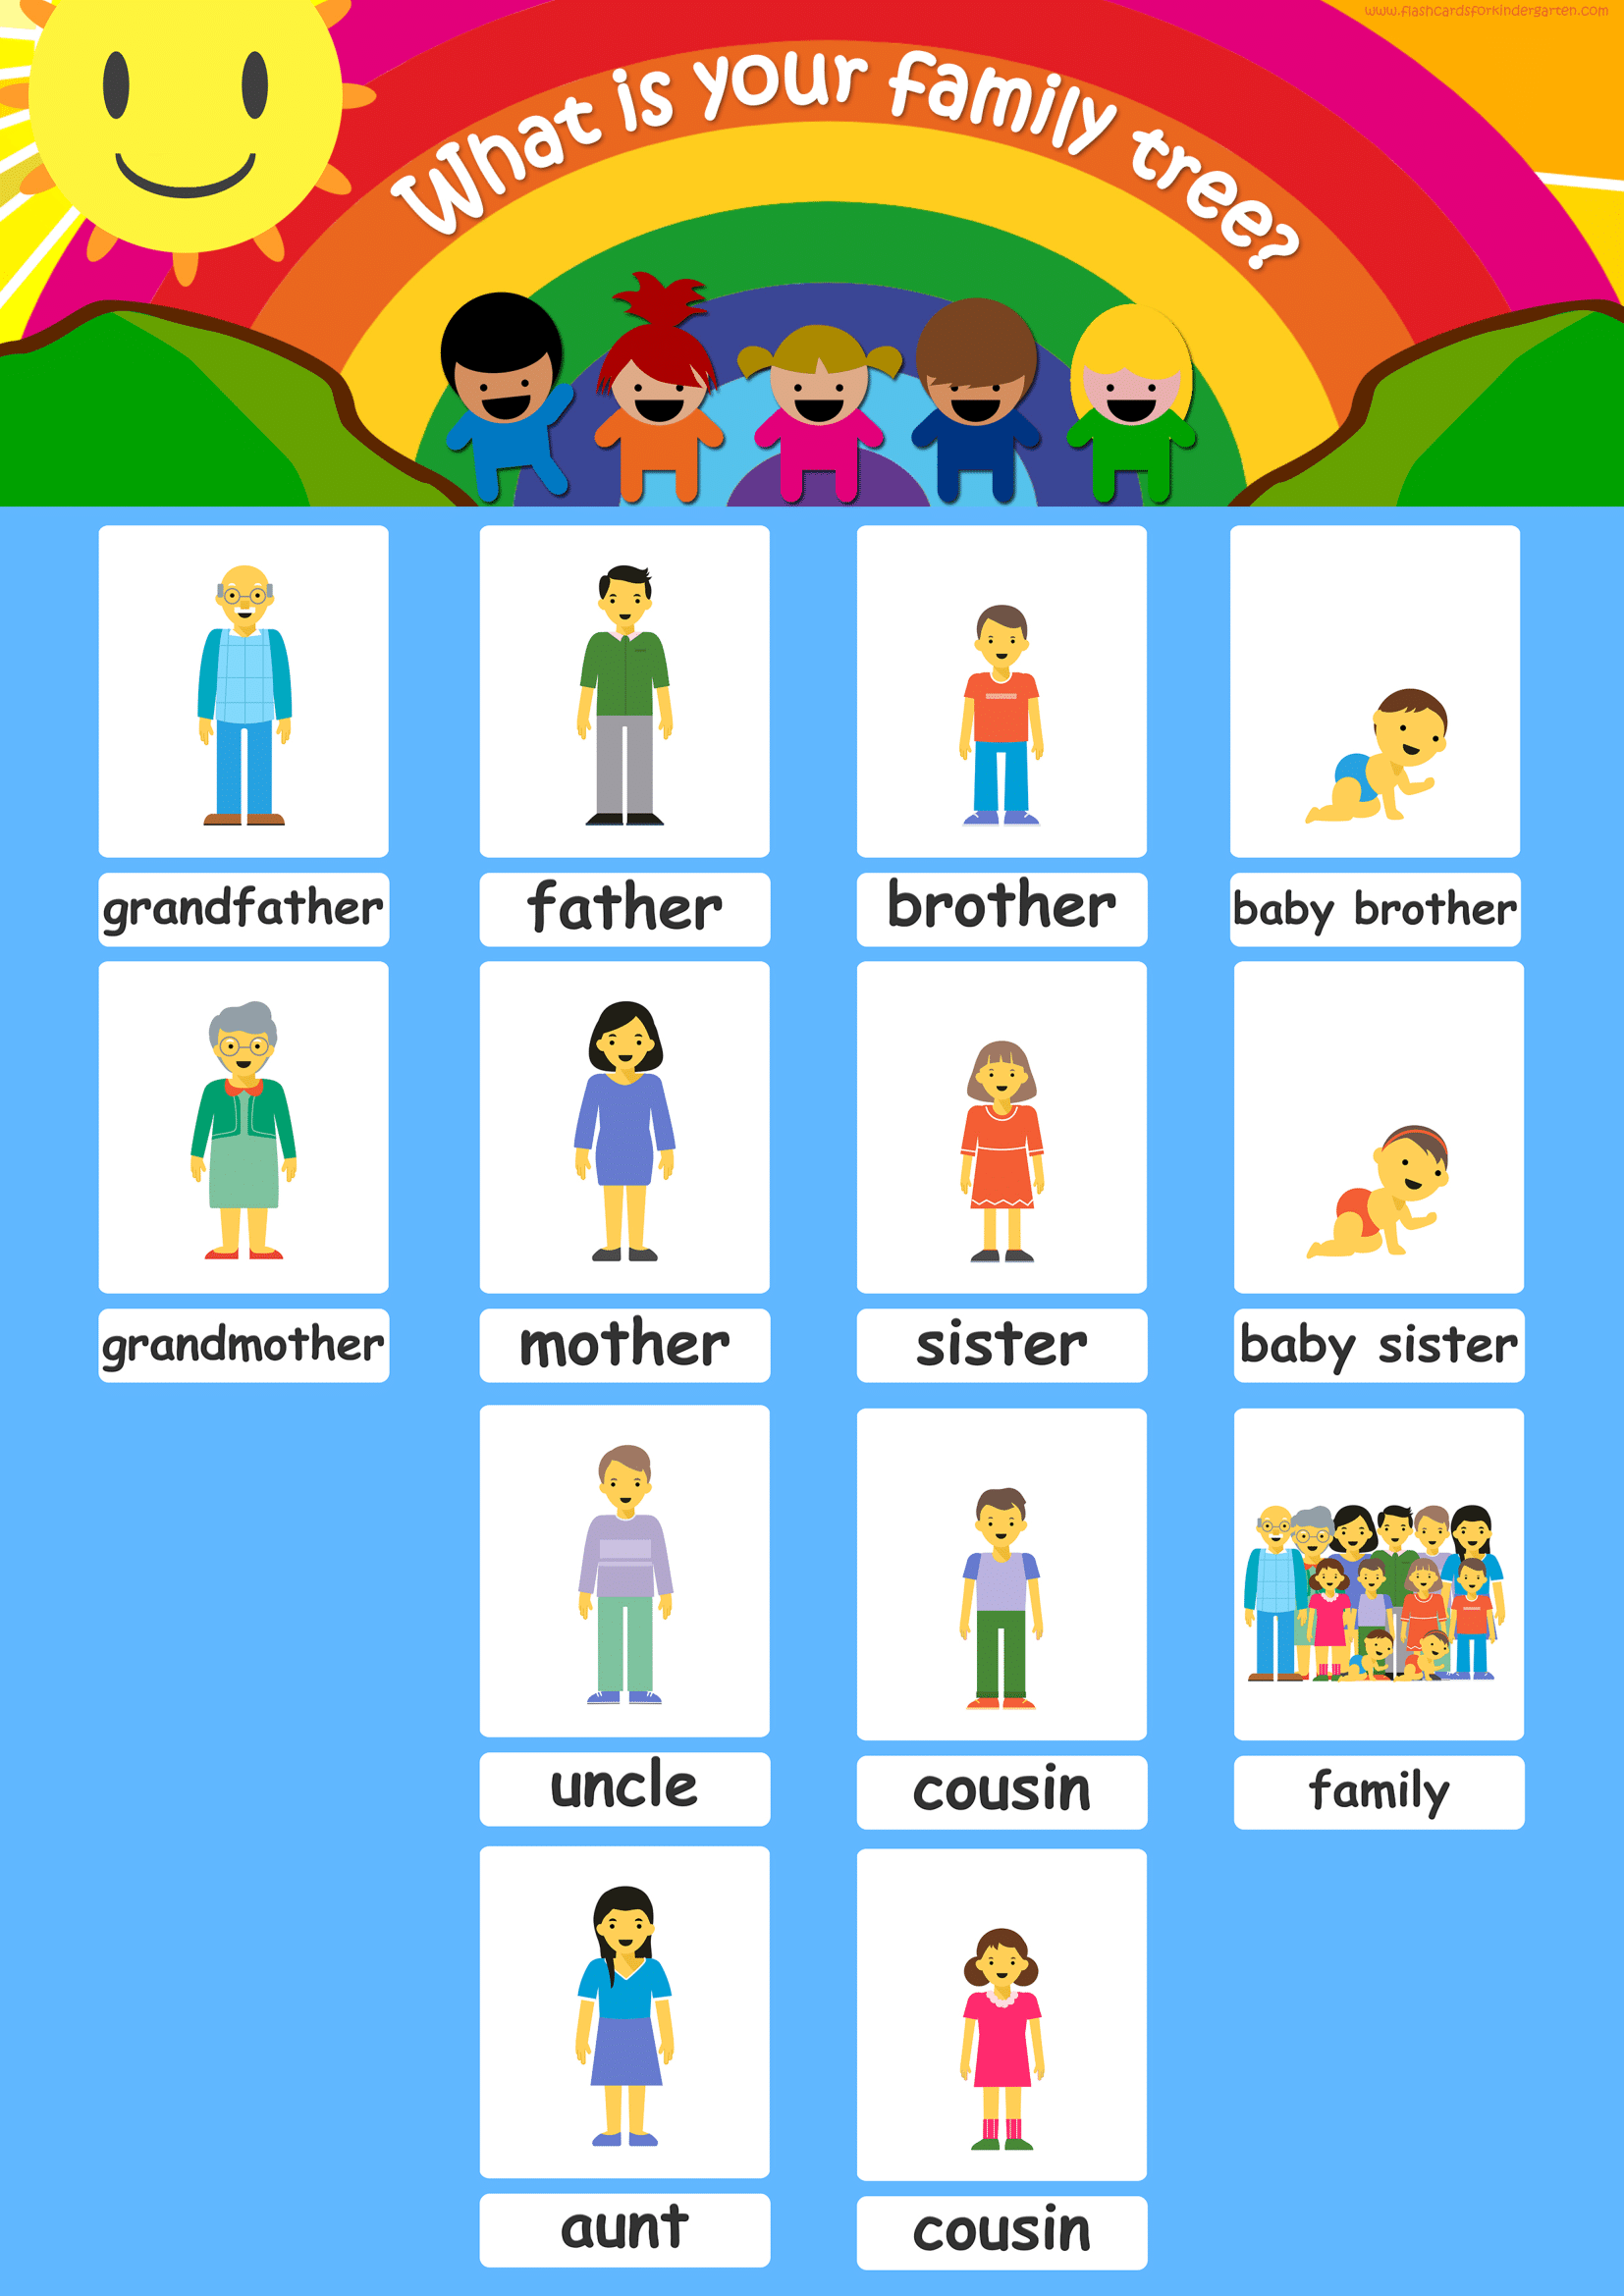 www.flashcardsforkindergarten.com
What is your family tree?
grandfather
father
brother
baby brother
grandmother
mother
sister
baby sister
uncle
cousin
family
aunt
cousin